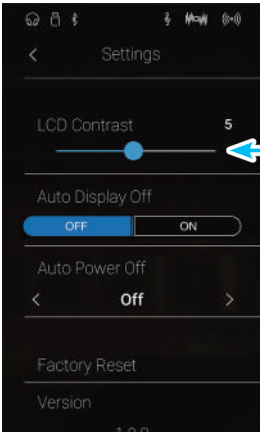 Settings
LCD Contrast 5
Auto Display Off
OFF ON
Auto Power Off
< Off >
Factory Reset
Version